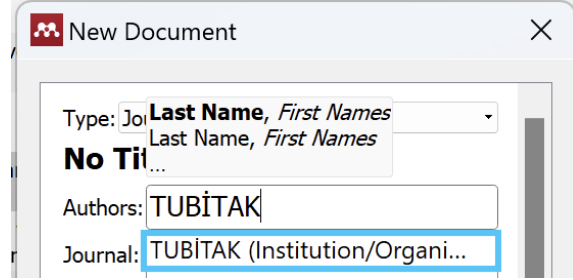 New Document
Type: Jo
Last Name, First Names
Last Name, First Names
...
No Tit
Authors: TUBİTAK
Journal: TUBİTAK (Institution/Organi...